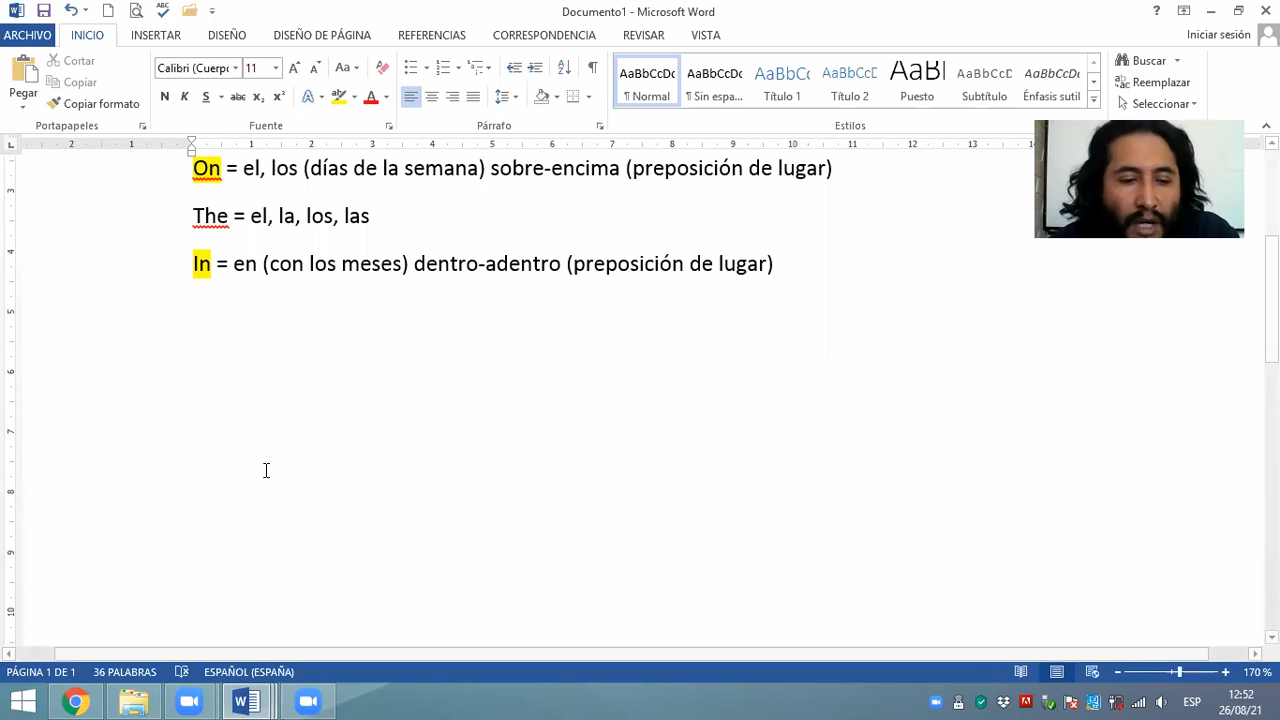 Documento1 - Microsoft Word
ARCHIVO INICIO INSERTAR DISEÑO DISEÑO DE PÁGINA REFERENCIAS CORRESPONDENCIA REVISAR VISTA Iniciar sesión
Pegar
Cortar
Copiar
Copiar formato
Portapapeles
Calibri (Cuerpo 11
Fuente
Párrafo
AaBbCcDc AaBbCcDc AaBbCc AaBbCcD AaBl AaBbCcD AaBbCcDc
¶ Normal ¶ Sin espa... Título 1 Título 2 Puesto Subtítulo Énfasis sutil
Estilos
Buscar
Reemplazar
Seleccionar
On = el, los (días de la semana) sobre-encima (preposición de lugar)
The = el, la, los, las
In = en (con los meses) dentro-adentro (preposición de lugar)
PÁGINA 1 DE 1 36 PALABRAS ESPAÑOL (ESPAÑA) 170 %
ESP 12:52
26/08/21